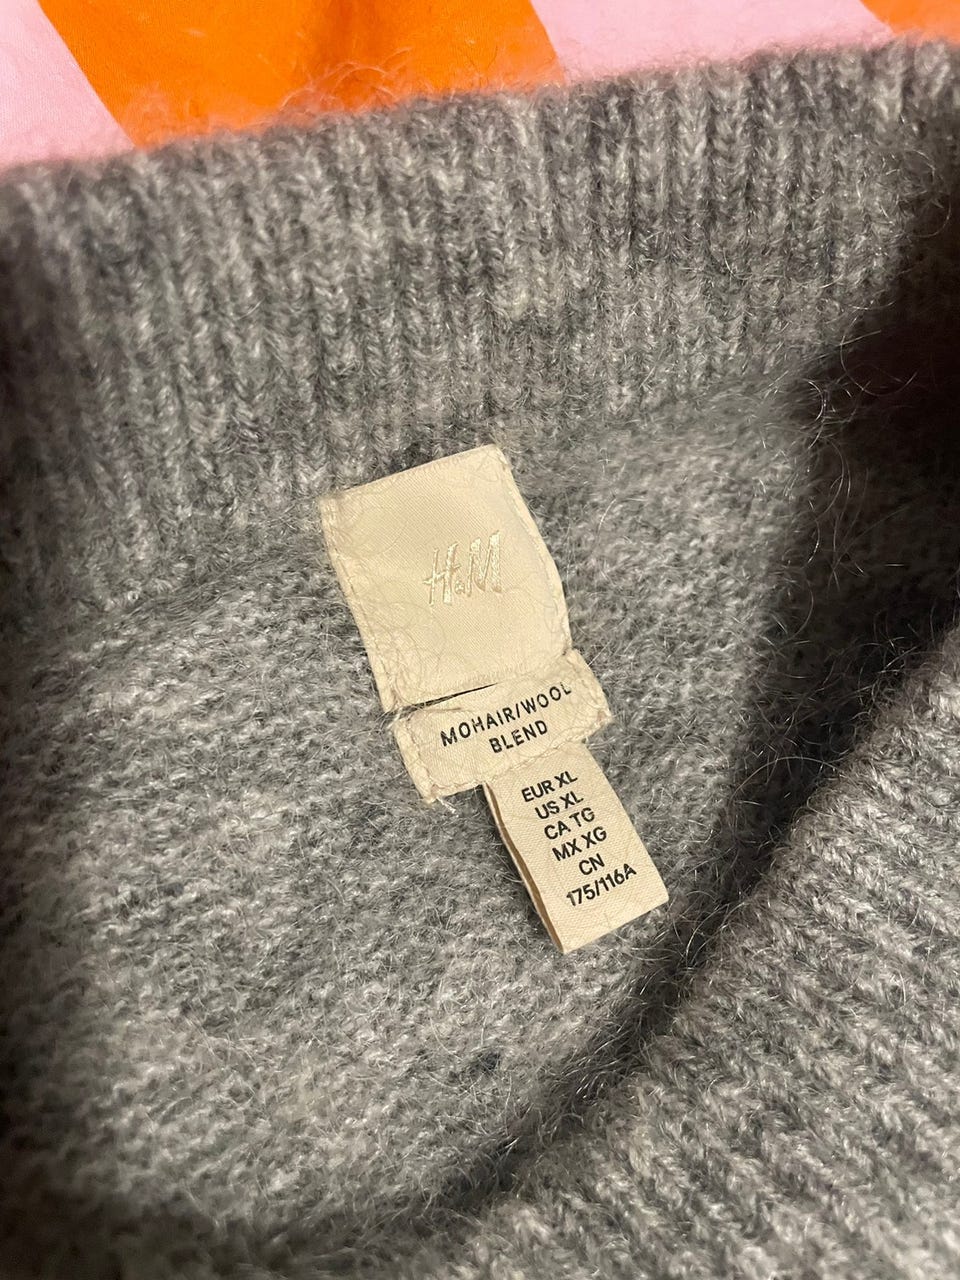 H&M
MOHAIR/WOOL
BLEND
EUR XL
US XL
CA TG
MX XG
CN
175/116A